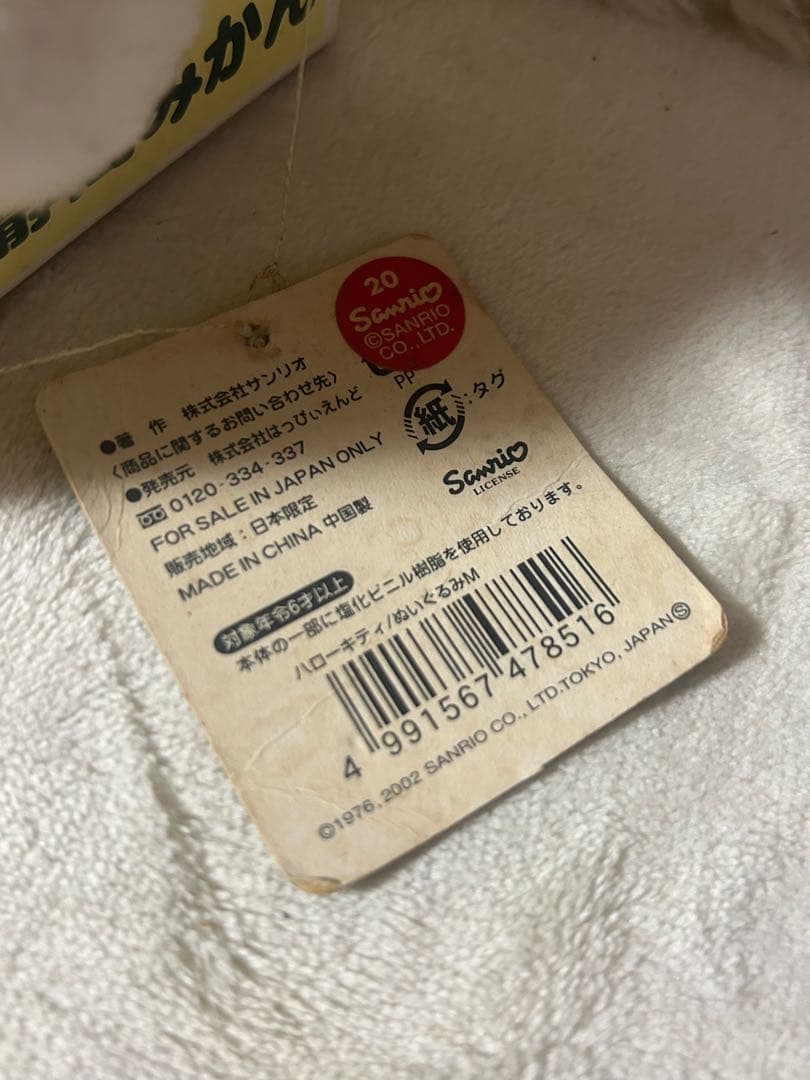 みかん
20
Sanrio
©SANRIO
CO.,LTD.
●著 作 株式会社サンリオ
〈商品に関するお問い合わせ先〉
●発売元 株式会社はっぴぃえんど
0120-334-337
FOR SALE IN JAPAN ONLY
販売地域：日本限定
MADE IN CHINA 中国製
PP
紙:タグ
Sanrio
LICENSE
対象年令6才以上
本体の一部に塩化ビニル樹脂を使用しております。
ハローキティ/ぬいぐるみM
4 991567 478516
©1976,2002 SANRIO CO., LTD.TOKYO, JAPANⓈ